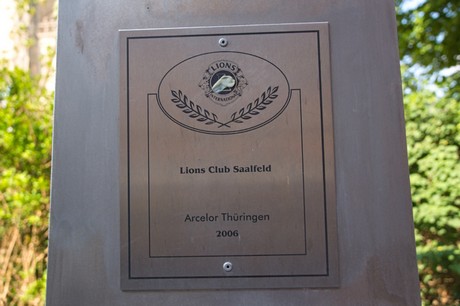 LIONS
INTERNATIONAL
Lions Club Saalfeld
Arcelor Thüringen
2006